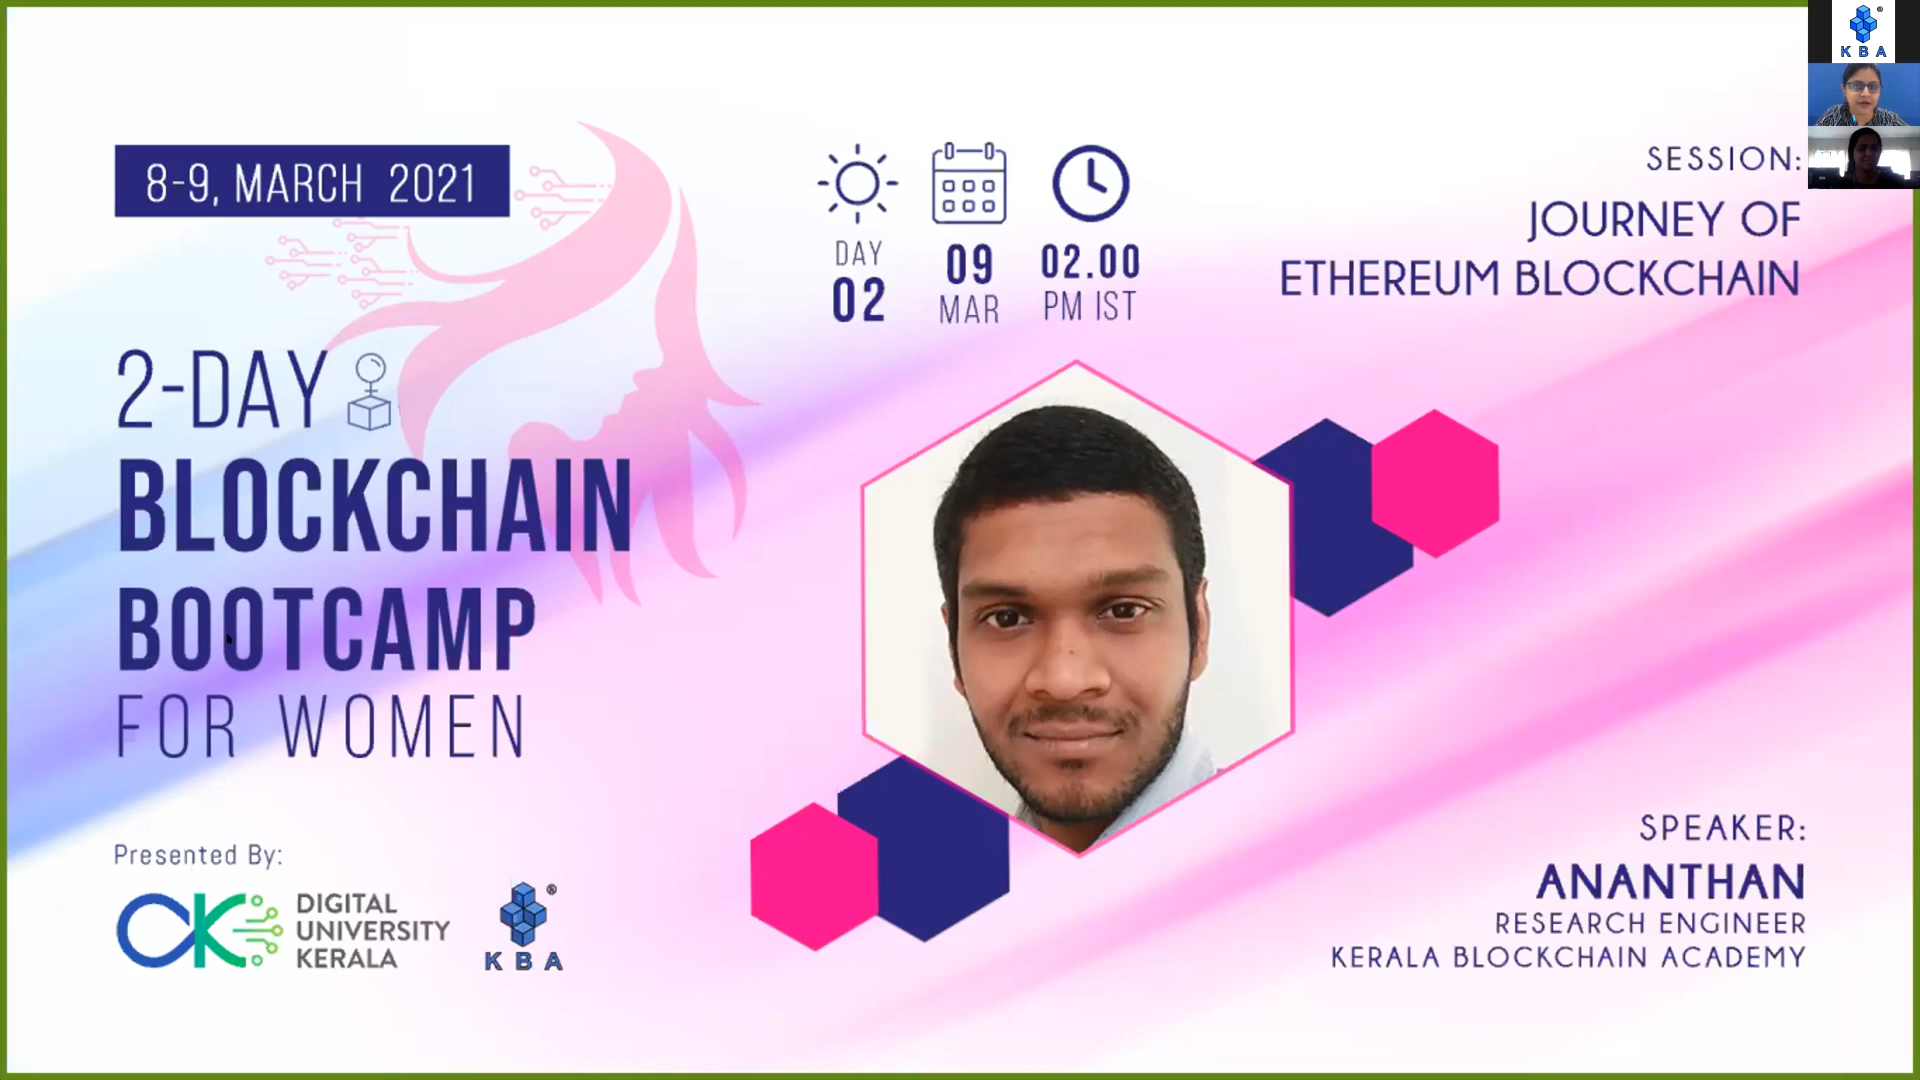 8-9, MARCH 2021
2-DAY
BLOCKCHAIN
BOOTCAMP
FOR WOMEN
Presented By:
DIGITAL
UNIVERSITY
KERALA
®
KBA
DAY
02
09
MAR
02.00
PM IST
SESSION:
JOURNEY OF
ETHEREUM BLOCKCHAIN
SPEAKER:
ANANTHAN
RESEARCH ENGINEER
KERALA BLOCKCHAIN ACADEMY
®
KBA